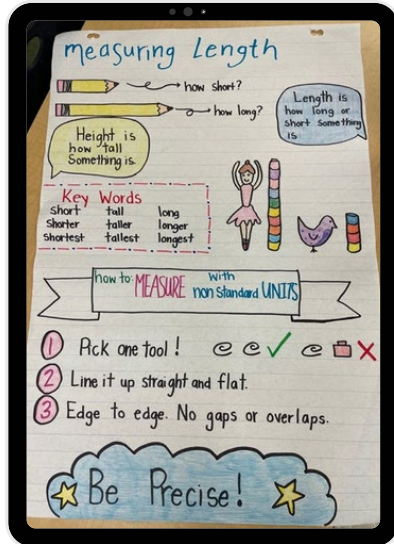 measuring Length
how short?
how long?
Length is
how long or
short Something
is
Height is
how tall
Something is.
Key Words
short tall long
Shorter taller longer
shortest tallest longest
how to: MEASURE with
non Standard UNITS
1 Pick one tool!
2 Line it up straight and flat.
3 Edge to edge. No gaps or overlaps.
Be Precise!